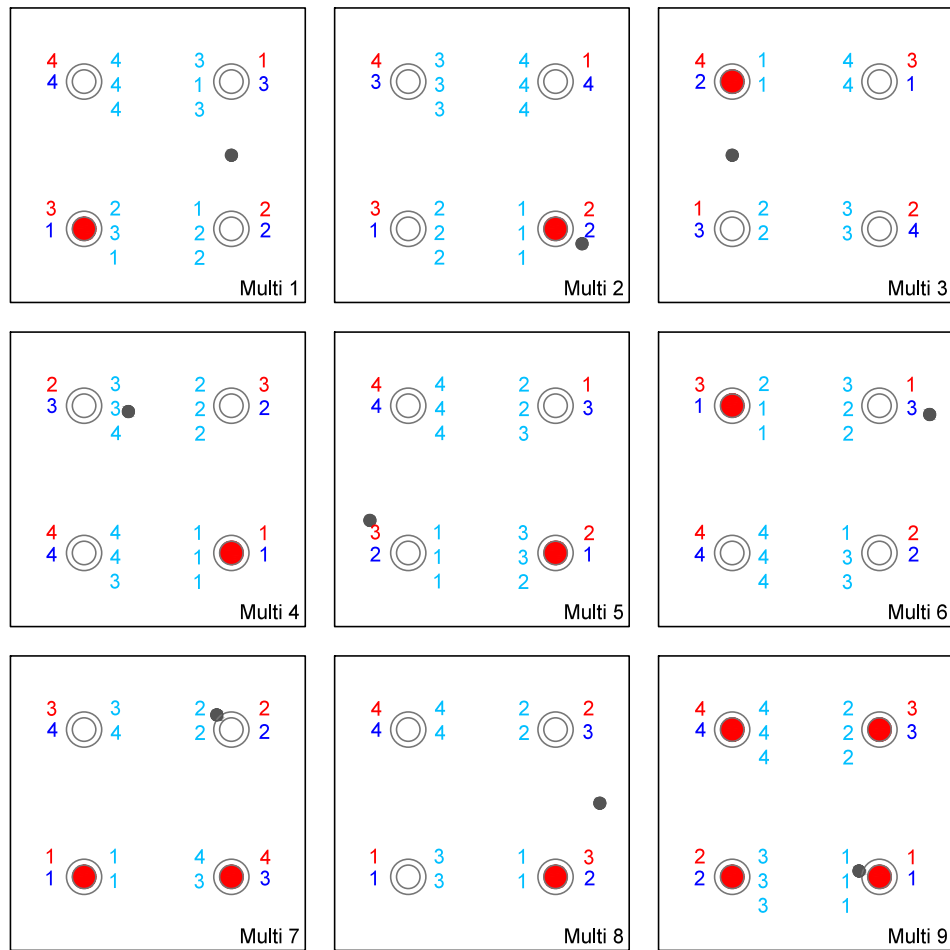 4 4 3 1
4 4 1 3
4 3
3 2 1 2
1 3 2 2
1 2
Multi 1
4 3 4 1
3 3 4 4
3 4
3 2 1 2
1 2 1 2
2 1
Multi 2
4 1 4 3
2 1 4 1
1 2 3 2
3 2 3 4
Multi 3
2 3 2 3
3 3 2 2
4 2
4 4 1 1
4 4 1 1
3 1
Multi 4
4 4 2 1
4 4 2 3
4 3
3 1 3 2
2 1 3 1
1 2
Multi 5
3 2 3 1
1 1 2 3
1 2
4 4 1 2
4 4 3 2
4 3
Multi 6
3 3 2 2
4 4 2 2
1 1 4 4
1 1 3 3
Multi 7
4 4 2 2
4 4 2 3
1 3 1 3
1 3 1 2
Multi 8
4 4 2 3
4 4 2 3
4 2
2 3 1 1
2 3 1 1
3 1
Multi 9